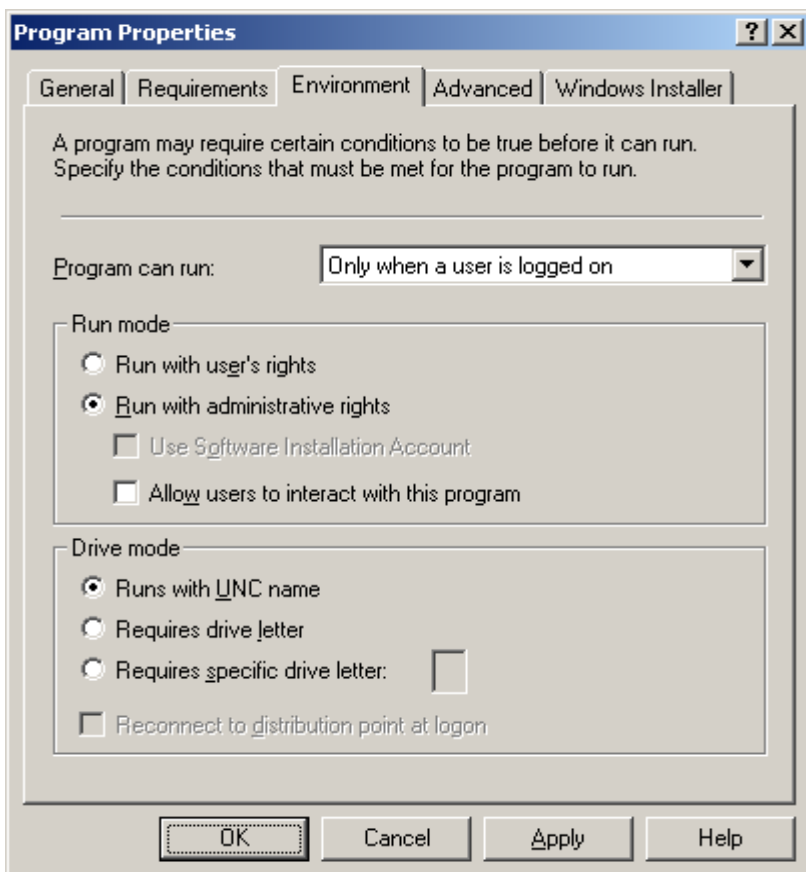 Program Properties
General Requirements Environment Advanced Windows Installer
A program may require certain conditions to be true before it can run.
Specify the conditions that must be met for the program to run.
Program can run: Only when a user is logged on
Run mode
Run with user's rights
Run with administrative rights
Use Software Installation Account
Allow users to interact with this program
Drive mode
Runs with UNC name
Requires drive letter
Requires specific drive letter:
Reconnect to distribution point at logon
OK Cancel Apply Help